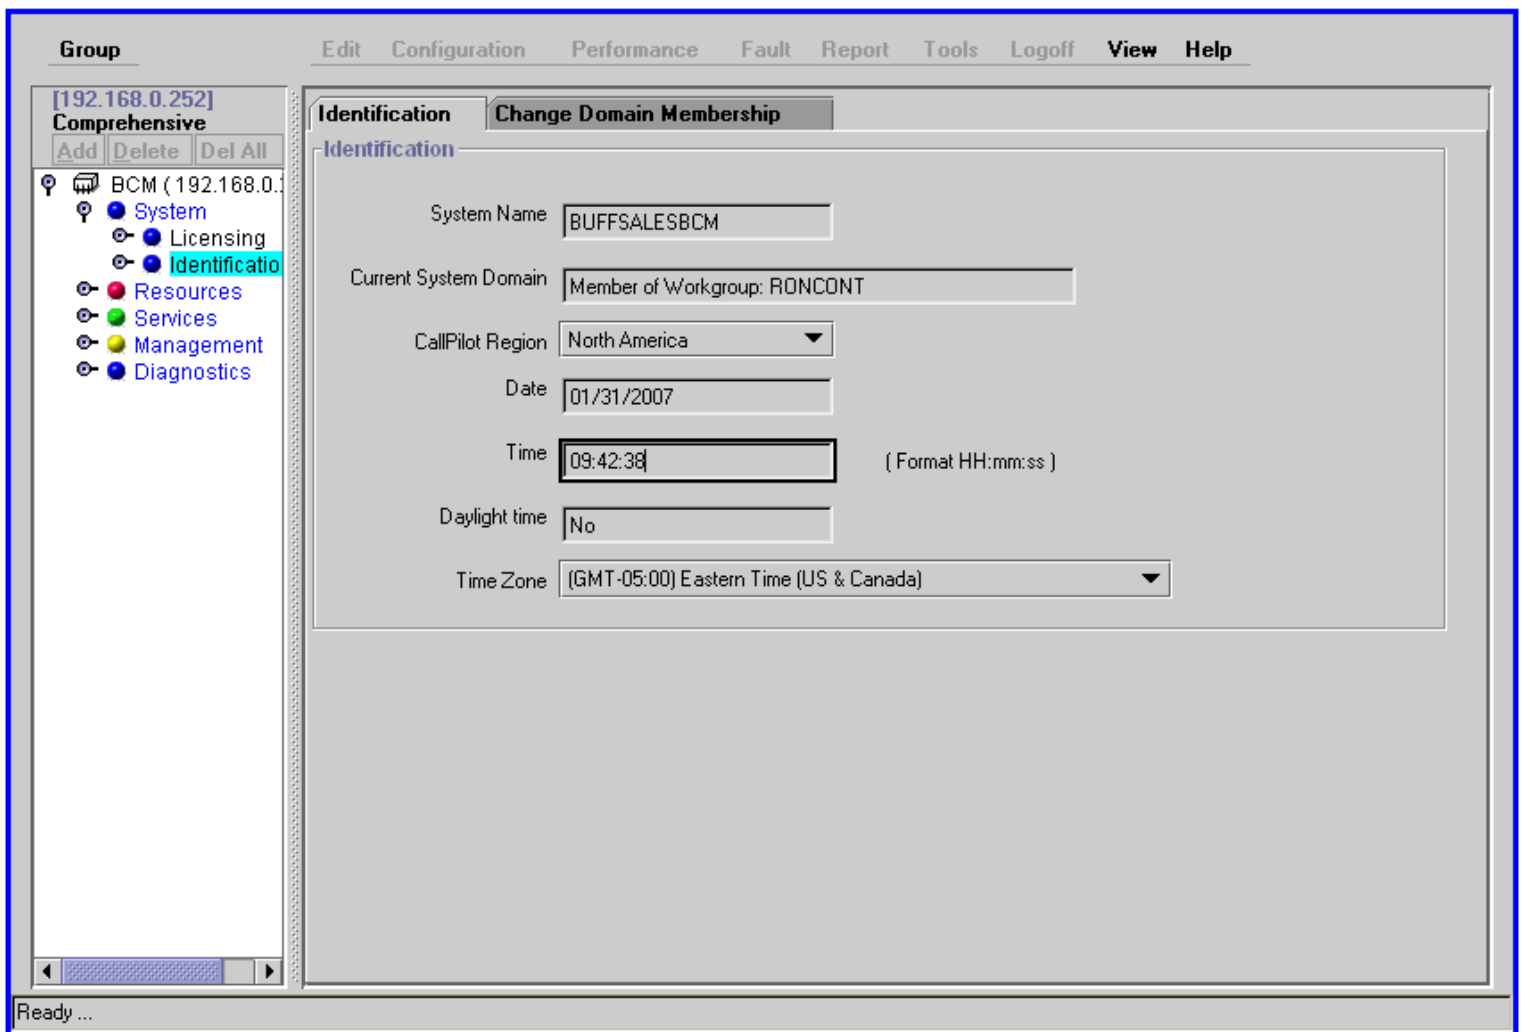 Group Edit Configuration Performance Fault Report Tools Logoff View Help
[192.168.0.252]
Comprehensive
Add Delete Del All
BCM ( 192.168.0.
System
Licensing
Identificatio
Resources
Services
Management
Diagnostics
Identification Change Domain Membership
Identification
System Name BUFFSALESBCM
Current System Domain Member of Workgroup: RONCONT
CallPilot Region North America
Date 01/31/2007
Time 09:42:38 ( Format HH:mm:ss )
Daylight time No
Time Zone (GMT-05:00) Eastern Time (US & Canada)
Ready ...